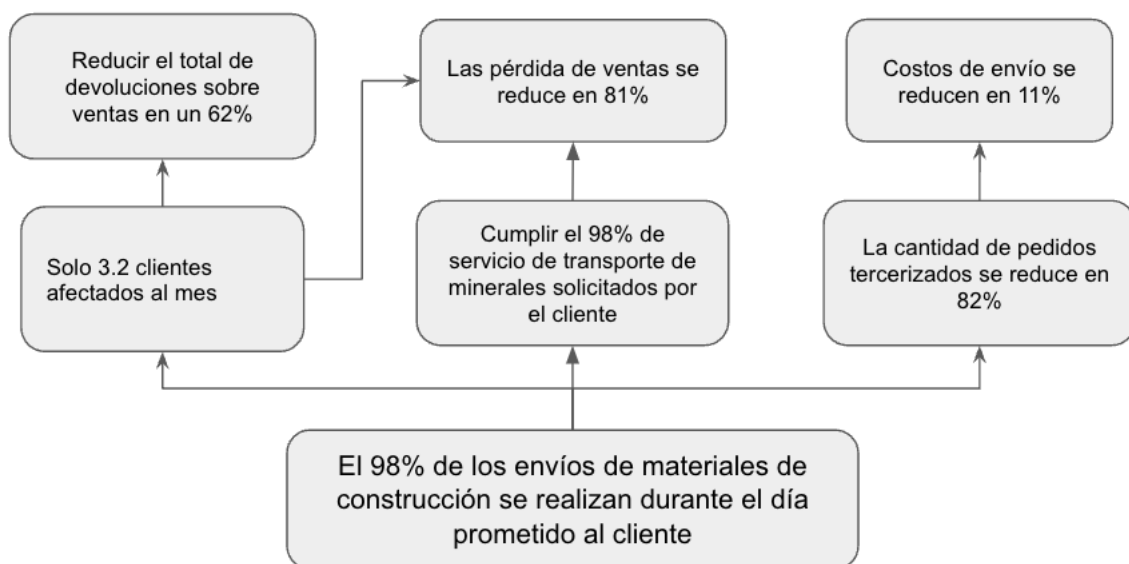 Reducir el total de
devoluciones sobre
ventas en un 62%
Las pérdida de ventas se
reduce en 81%
Costos de envío se
reducen en 11%
Solo 3.2 clientes
afectados al mes
Cumplir el 98% de
servicio de transporte de
minerales solicitados por
el cliente
La cantidad de pedidos
tercerizados se reduce en
82%
El 98% de los envíos de materiales de
construcción se realizan durante el día
prometido al cliente